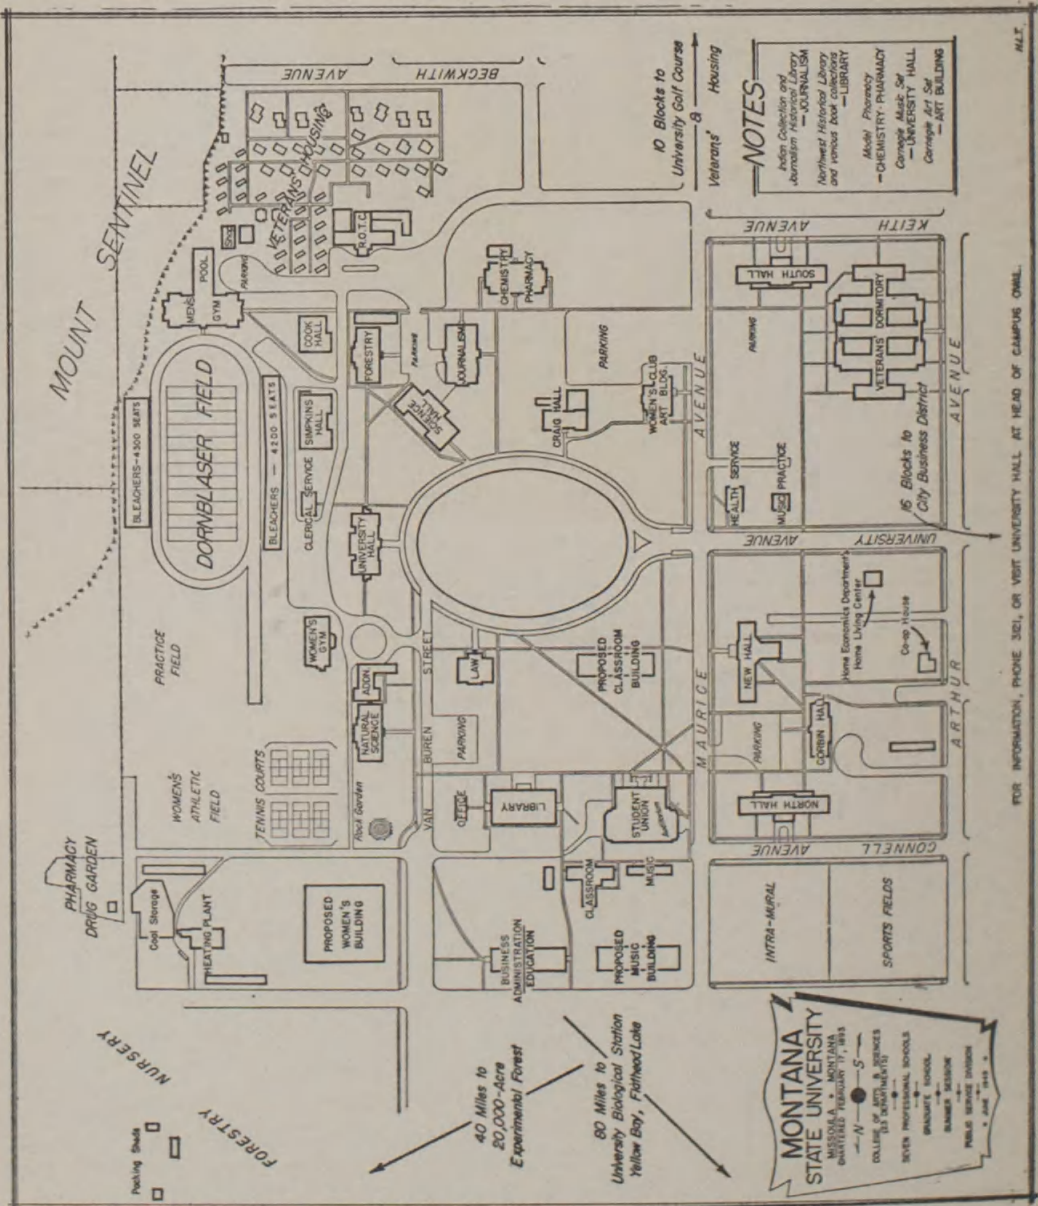 MOUNT
SENTINEL
PHARMACY
DRUG GARDEN
FORESTRY
NURSERY
Packing Sheds
Coal Storage
HEATING PLANT
PROPOSED
WOMEN'S
BUILDING
WOMEN'S
ATHLETIC
FIELD
PRACTICE
FIELD
TENNIS COURTS
Rock Garden
BLEACHERS-4300 SEATS
DORNBLASER FIELD
BLEACHERS — 4200 SEATS
MEN'S
GYM
POOL
PARKING
Shop
VETERANS HOUSING
R.O.T.C.
BECKWITH
AVENUE
COOK
HALL
SIMPKINS
HALL
CLERICAL SERVICE
WOMEN'S
GYM
ADDN.
NATURAL
SCIENCE
UNIVERSITY
HALL
FORESTRY
PARKING
SCIENCE
HALL
JOURNALISM
CHEMISTRY
PHARMACY
VAN BUREN STREET
OFFICE
PARKING
LAW
LIBRARY
STUDENT
UNION
Auditorium
PROPOSED
CLASSROOM
BUILDING
CRAIG HALL
WOMEN'S CLUB
ART BLDG.
PARKING
BUSINESS
ADMINISTRATION
EDUCATION
CLASSROOM
MUSIC
PROPOSED
MUSIC
BUILDING
MAURICE
AVENUE
INTRA-MURAL
SPORTS FIELDS
CONNELL
AVENUE
NORTH HALL
PARKING
CORBIN HALL
NEW HALL
Home Economics Department's
Home Living Center
Co-op House
UNIVERSITY
AVENUE
HEALTH SERVICE
MUSIC PRACTICE
PARKING
SOUTH HALL
VETERANS DORMITORY
KEITH
AVENUE
ARTHUR
AVENUE
16 Blocks to
City Business District
10 Blocks to
University Golf Course
&
Veterans' Housing
40 Miles to
20,000-Acre
Experimental Forest
80 Miles to
University Biological Station
Yellow Bay, Flathead Lake
NOTES
Indian Collection and
Journalism Historical Library
— JOURNALISM
Northwest Historical Library
and various book collections
— LIBRARY
Model Pharmacy
— CHEMISTRY-PHARMACY
Carnegie Music Set
— UNIVERSITY HALL
Carnegie Art Set
— ART BUILDING
MONTANA
STATE UNIVERSITY
MISSOULA MONTANA
CHARTERED FEBRUARY 17, 1893
N S
COLLEGE OF ARTS & SCIENCES
(23 DEPARTMENTS)
SEVEN PROFESSIONAL SCHOOLS
GRADUATE SCHOOL
SUMMER SESSION
PUBLIC SERVICE DIVISION
FOR INFORMATION, PHONE 3121, OR VISIT UNIVERSITY HALL AT HEAD OF CAMPUS OVAL.